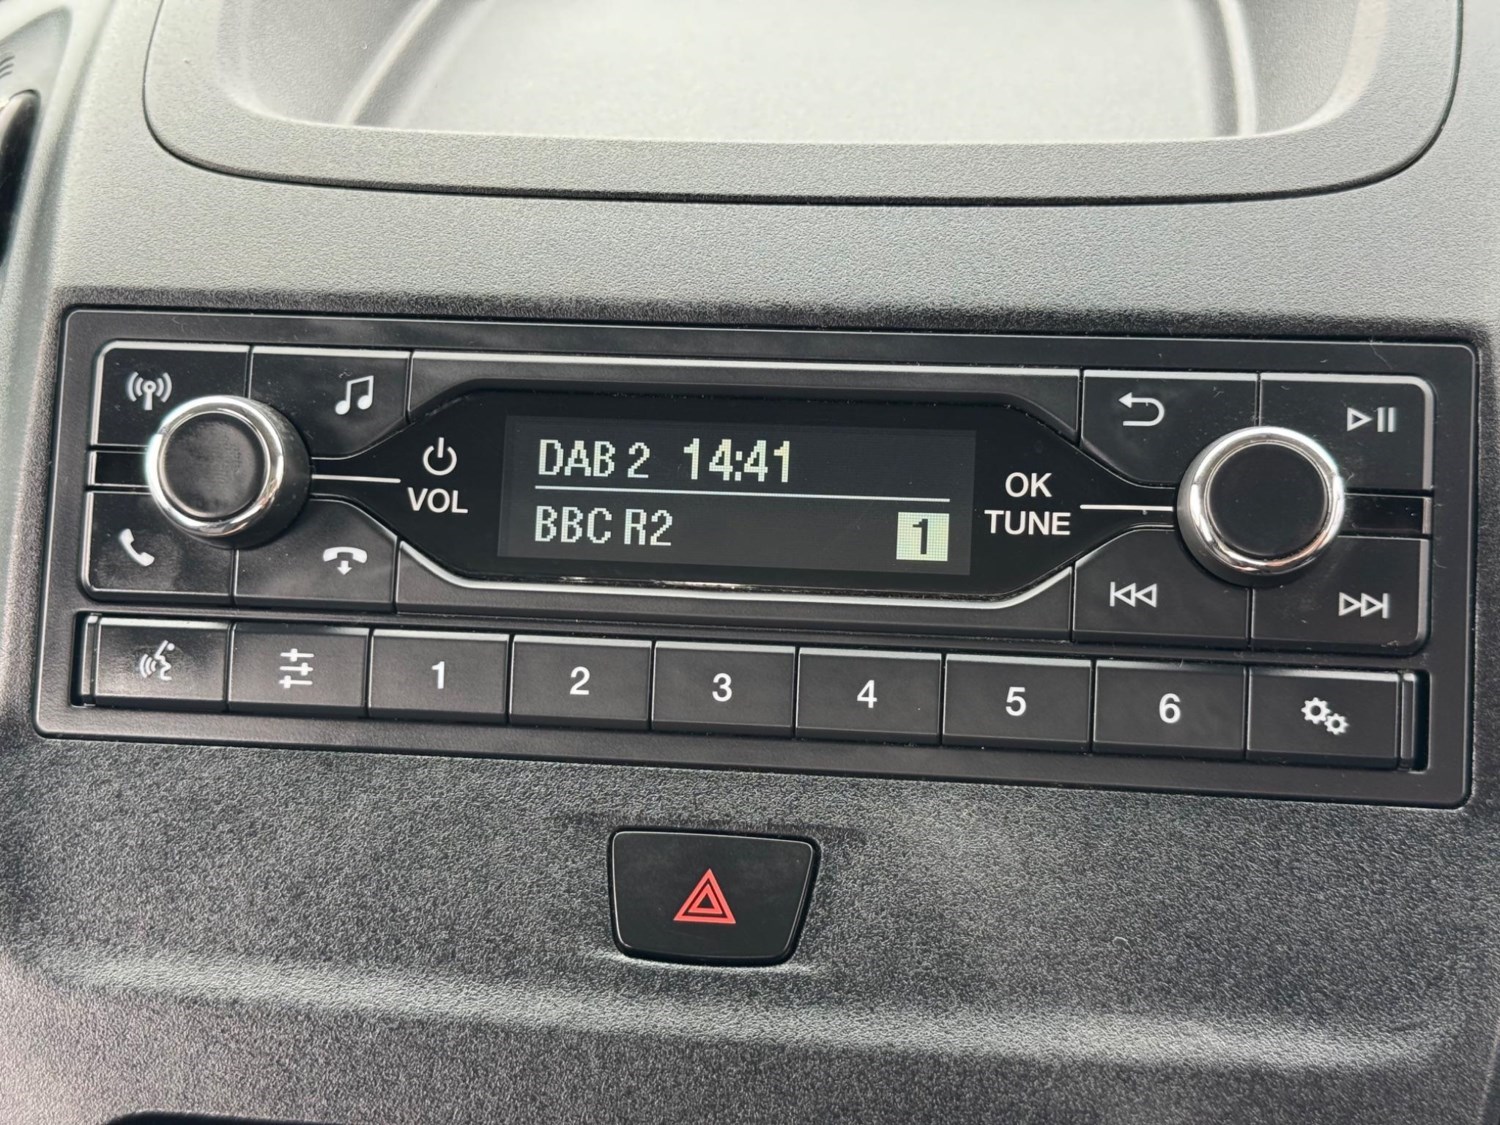 DAB 2 14:41
BBC R2 1
VOL
OK
TUNE
1 2 3 4 5 6